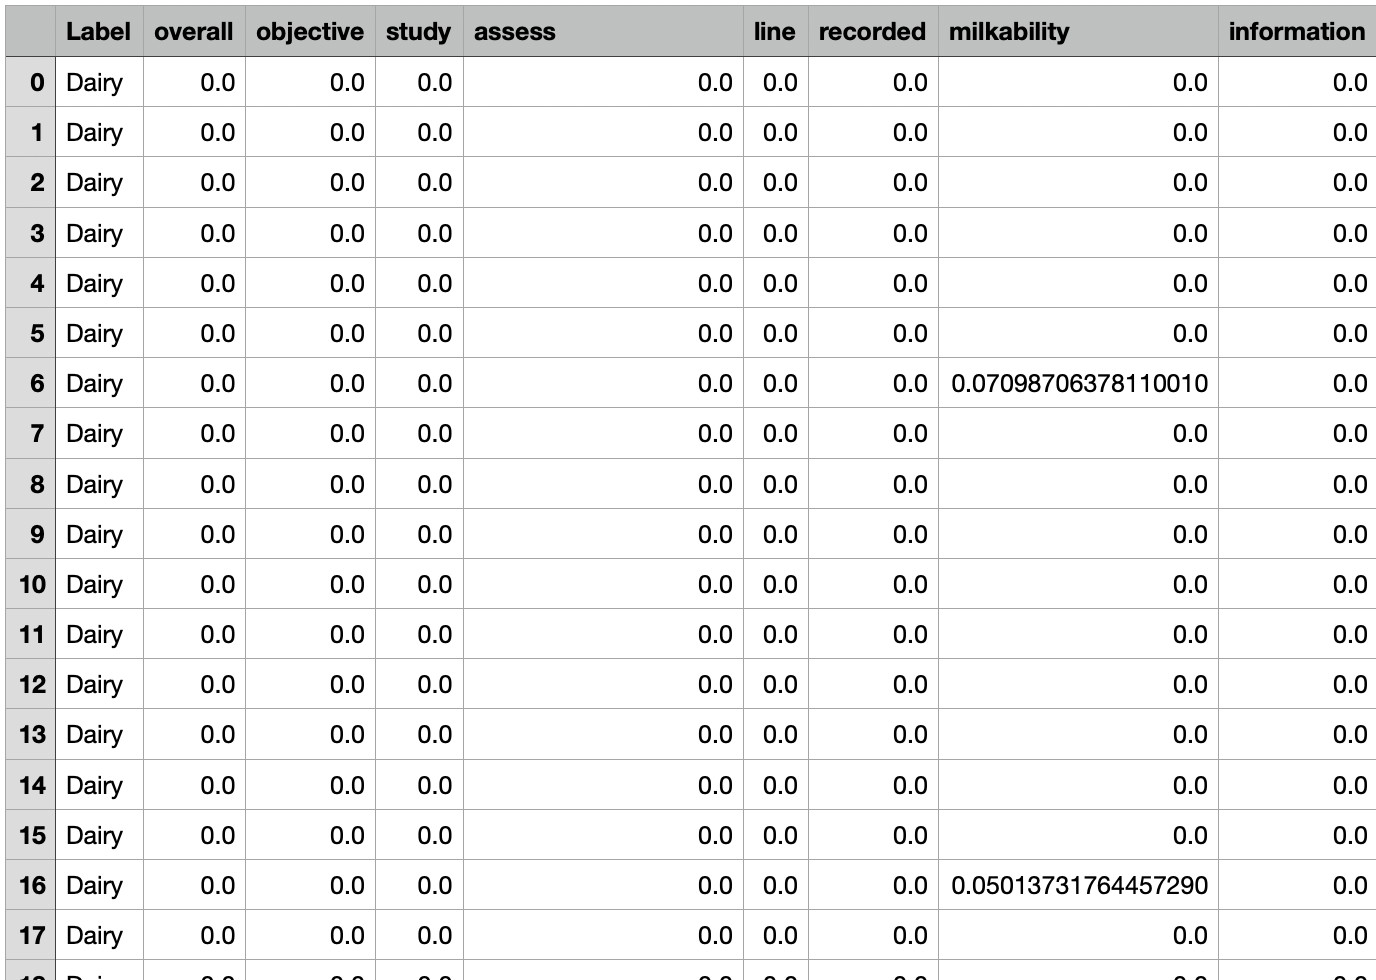 Label overall objective study assess line recorded milkability information
0 Dairy 0.0 0.0 0.0 0.0 0.0 0.0 0.0 0.0
1 Dairy 0.0 0.0 0.0 0.0 0.0 0.0 0.0 0.0
2 Dairy 0.0 0.0 0.0 0.0 0.0 0.0 0.0 0.0
3 Dairy 0.0 0.0 0.0 0.0 0.0 0.0 0.0 0.0
4 Dairy 0.0 0.0 0.0 0.0 0.0 0.0 0.0 0.0
5 Dairy 0.0 0.0 0.0 0.0 0.0 0.0 0.0 0.0
6 Dairy 0.0 0.0 0.0 0.0 0.0 0.0 0.07098706378110010 0.0
7 Dairy 0.0 0.0 0.0 0.0 0.0 0.0 0.0 0.0
8 Dairy 0.0 0.0 0.0 0.0 0.0 0.0 0.0 0.0
9 Dairy 0.0 0.0 0.0 0.0 0.0 0.0 0.0 0.0
10 Dairy 0.0 0.0 0.0 0.0 0.0 0.0 0.0 0.0
11 Dairy 0.0 0.0 0.0 0.0 0.0 0.0 0.0 0.0
12 Dairy 0.0 0.0 0.0 0.0 0.0 0.0 0.0 0.0
13 Dairy 0.0 0.0 0.0 0.0 0.0 0.0 0.0 0.0
14 Dairy 0.0 0.0 0.0 0.0 0.0 0.0 0.0 0.0
15 Dairy 0.0 0.0 0.0 0.0 0.0 0.0 0.0 0.0
16 Dairy 0.0 0.0 0.0 0.0 0.0 0.0 0.05013731764457290 0.0
17 Dairy 0.0 0.0 0.0 0.0 0.0 0.0 0.0 0.0